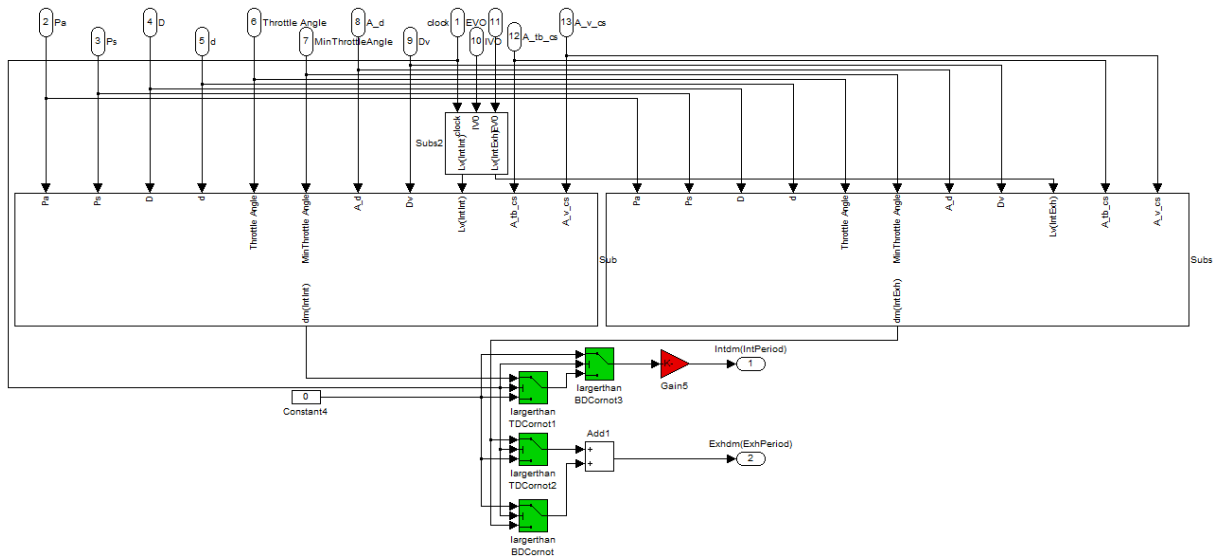 2 Pa
4 D
6 Throttle Angle
8 A_d
clock 1
EVO 11
13 A_v_cs
3 Ps
5 d
7 MinThrottleAngle
9 Dv
10 IVO
12 A_tb_cs
clock
IV0
EV0
Subs2
Lv(IntInt)
Lv(IntExh)
Pa
Ps
D
d
Throttle Angle
MinThrottle Angle
A_d
Dv
Lv(IntInt)
A_tb_cs
A_v_cs
dm(IntInt)
Sub
Pa
Ps
D
d
Throttle Angle
MinThrottle Angle
A_d
Dv
Lv(IntExh)
A_tb_cs
A_v_cs
dm(IntExh)
Subs
Intdm(IntPeriod)
1
Gain5
largerthan
BDCornot3
0
Constant4
largerthan
TDCornot1
Add1
+
+
Exhdm(ExhPeriod)
2
largerthan
TDCornot2
largerthan
BDCornot